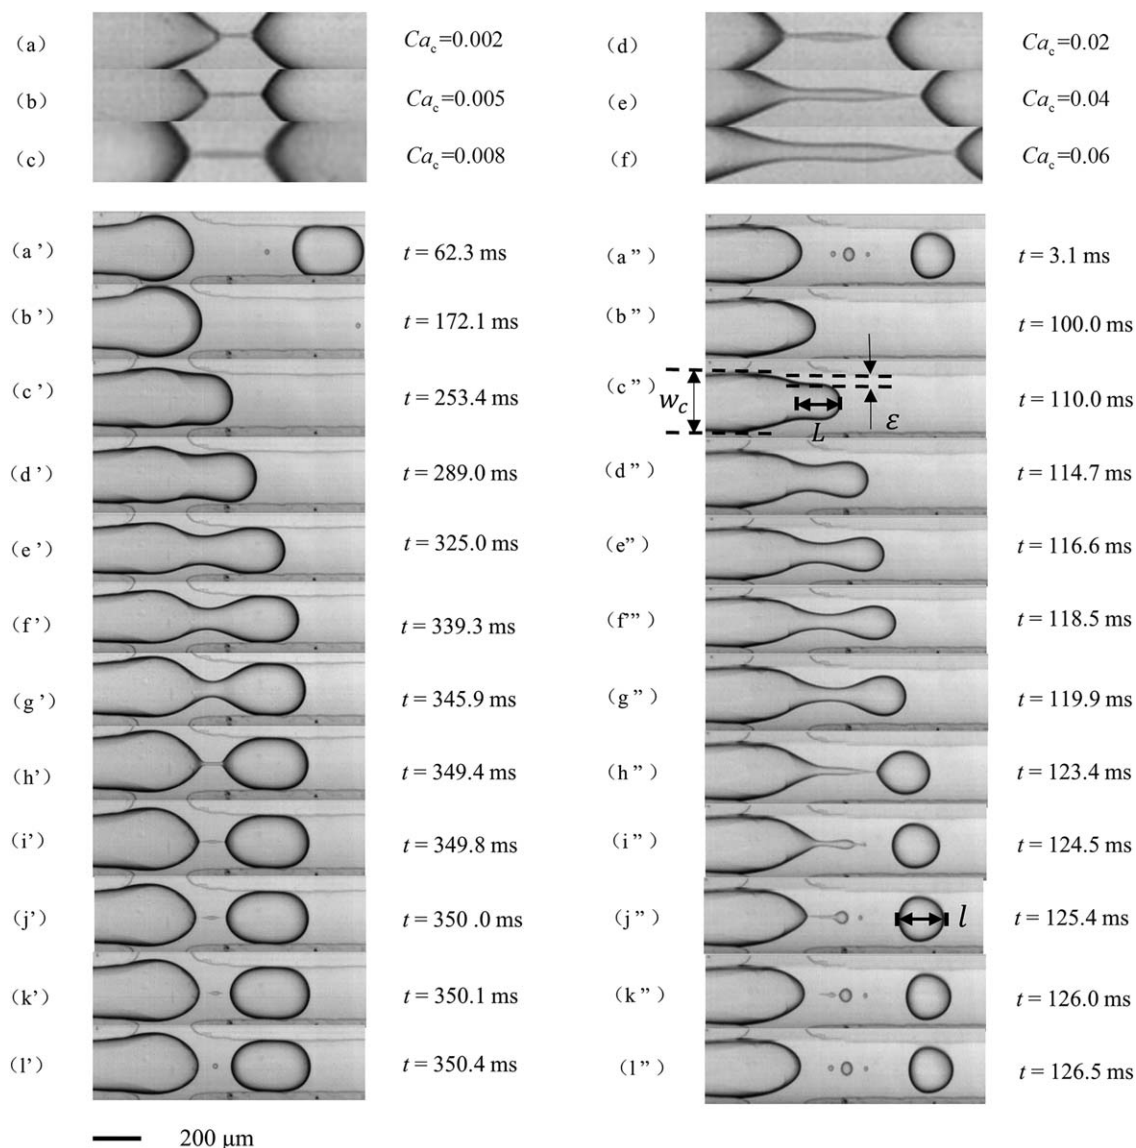 (a) Ca_c=0.002
(b) Ca_c=0.005
(c) Ca_c=0.008
(d) Ca_c=0.02
(e) Ca_c=0.04
(f) Ca_c=0.06
(a’) t = 62.3 ms
(b’) t = 172.1 ms
(c’) t = 253.4 ms
(d’) t = 289.0 ms
(e’) t = 325.0 ms
(f’) t = 339.3 ms
(g’) t = 345.9 ms
(h’) t = 349.4 ms
(i’) t = 349.8 ms
(j’) t = 350 .0 ms
(k’) t = 350.1 ms
(l’) t = 350.4 ms
200 μm
(a”) t = 3.1 ms
(b”) t = 100.0 ms
(c”) w_c L ε t = 110.0 ms
(d”) t = 114.7 ms
(e”) t = 116.6 ms
(f’”) t = 118.5 ms
(g”) t = 119.9 ms
(h”) t = 123.4 ms
(i”) t = 124.5 ms
(j”) l t = 125.4 ms
(k”) t = 126.0 ms
(l”) t = 126.5 ms